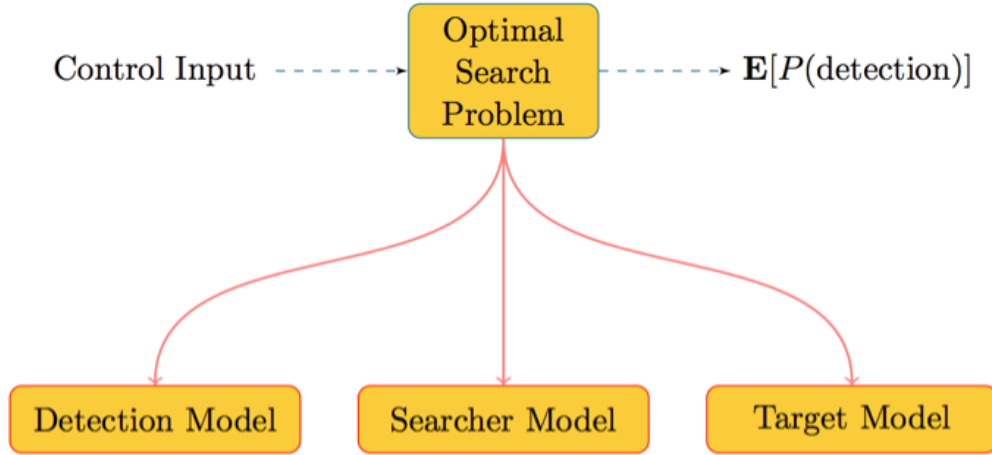 Control Input
Optimal
Search
Problem
𝐄[P(detection)]
Detection Model
Searcher Model
Target Model